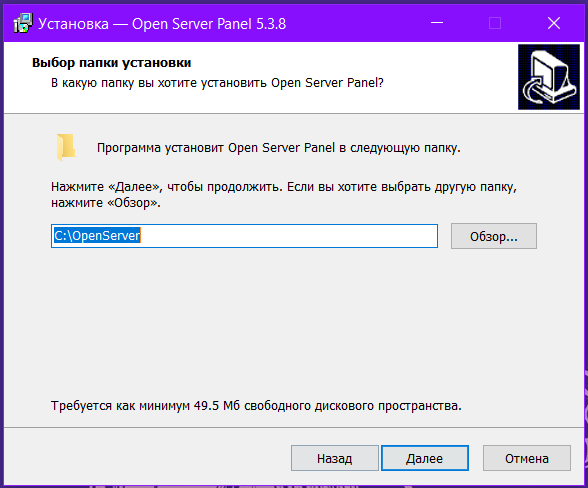 Установка — Open Server Panel 5.3.8
Выбор папки установки
В какую папку вы хотите установить Open Server Panel?
Программа установит Open Server Panel в следующую папку.
Нажмите «Далее», чтобы продолжить. Если вы хотите выбрать другую папку,
нажмите «Обзор».
C:\OpenServer
Обзор...
Требуется как минимум 49.5 Мб свободного дискового пространства.
Назад
Далее
Отмена